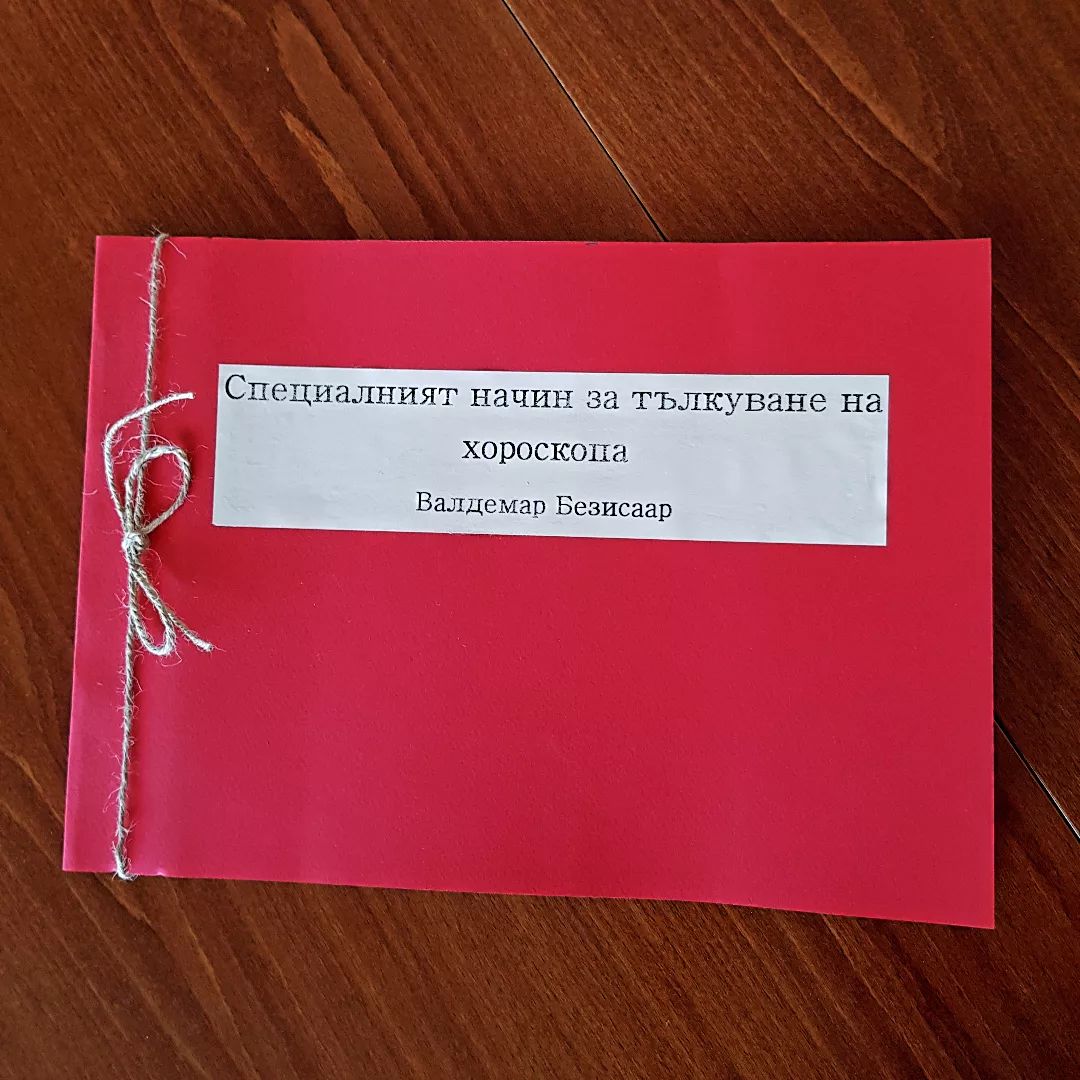 Специалният начин за тълкуване на
хороскопа
Валдемар Безисаар